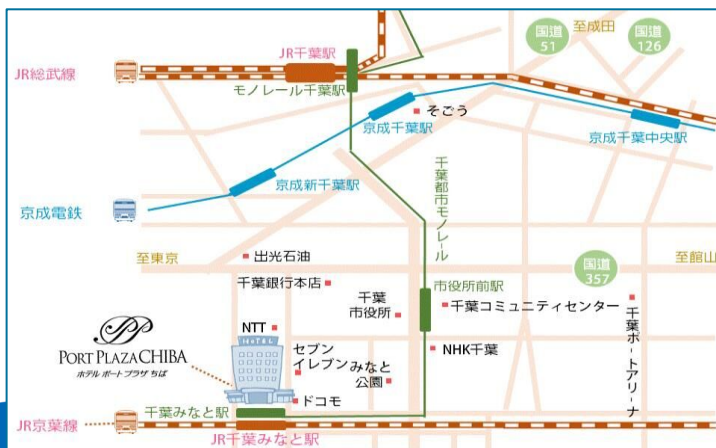 国道
51
至成田
国道
126
JR千葉駅
JR総武線
モノレール千葉駅
そごう
京成千葉駅
京成千葉中央駅
京成新千葉駅
京成電鉄
千葉都市モノレール
至東京
出光石油
国道
357
至館山
千葉銀行本店
市役所前駅
千葉
市役所
千葉コミュニティセンター
千葉ポートアリーナ
NTT
HOTEL
PORT PLAZA CHIBA
ホテル ポートプラザ ちば
セブン
イレブン
みなと
公園
NHK千葉
ドコモ
千葉みなと駅
JR京葉線
JR千葉みなと駅